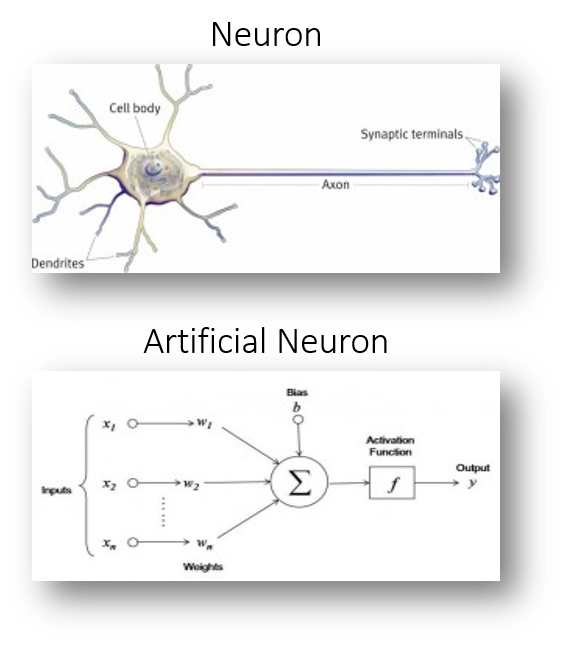 Neuron
Cell body
Synaptic terminals
Axon
Dendrites
Artificial Neuron
Bias
b
x1 w1
Activation
Function
Inputs x2 w2 Σ f Output
y
xn wn
Weights